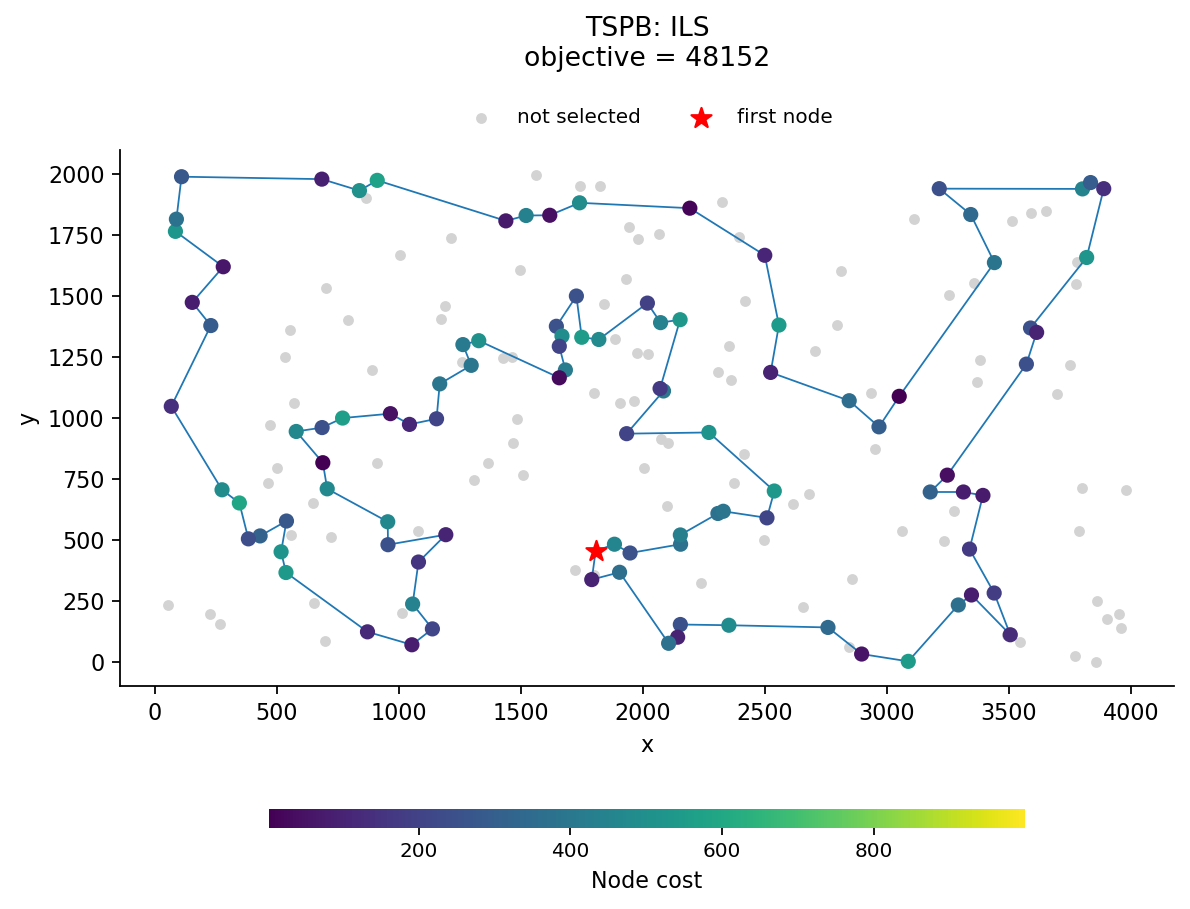 TSPB: ILS
objective = 48152
not selected
first node
2000
1750
1500
1250
1000
750
500
250
0
y
0 500 1000 1500 2000 2500 3000 3500 4000
x
200 400 600 800
Node cost